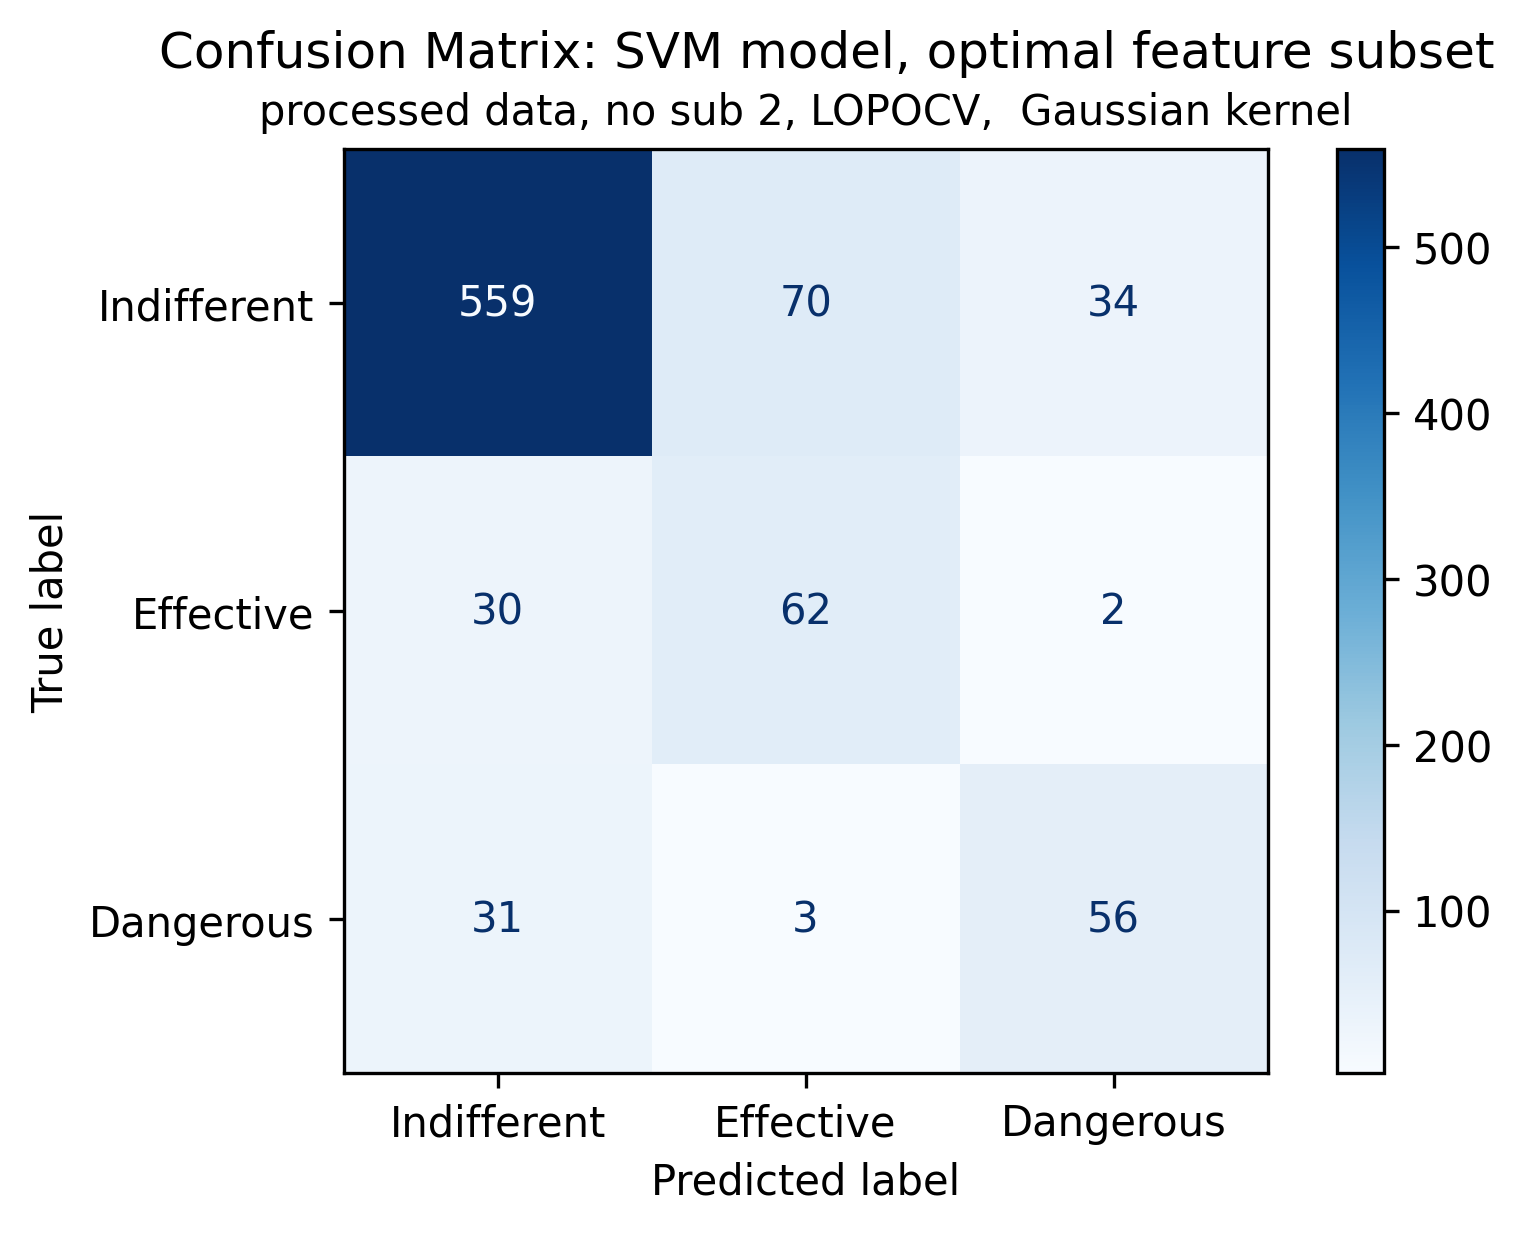 Confusion Matrix: SVM model, optimal feature subset
processed data, no sub 2, LOPOCV,  Gaussian kernel
Indifferent
559
70
34
Effective
30
62
2
Dangerous
31
3
56
True label
Indifferent
Effective
Dangerous
Predicted label
500
400
300
200
100